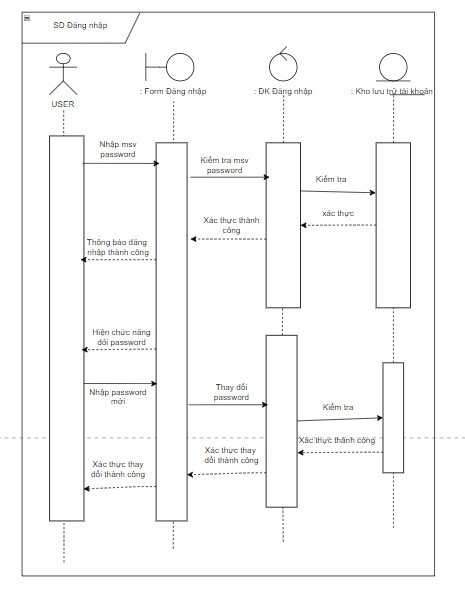 SD Đăng nhập
USER
: Form Đăng nhập
: ĐK Đăng nhập
: Kho lưu trữ tài khoản
Nhập msv
password
Kiểm tra msv
password
Kiểm tra
xác thực
Xác thực thành
công
Thông báo đăng
nhập thành công
Hiện chức năng
đổi password
Nhập password
mới
Thay đổi
password
Kiểm tra
Xác thực thành công
Xác thực thay
đổi thành công
Xác thực thay
đổi thành công